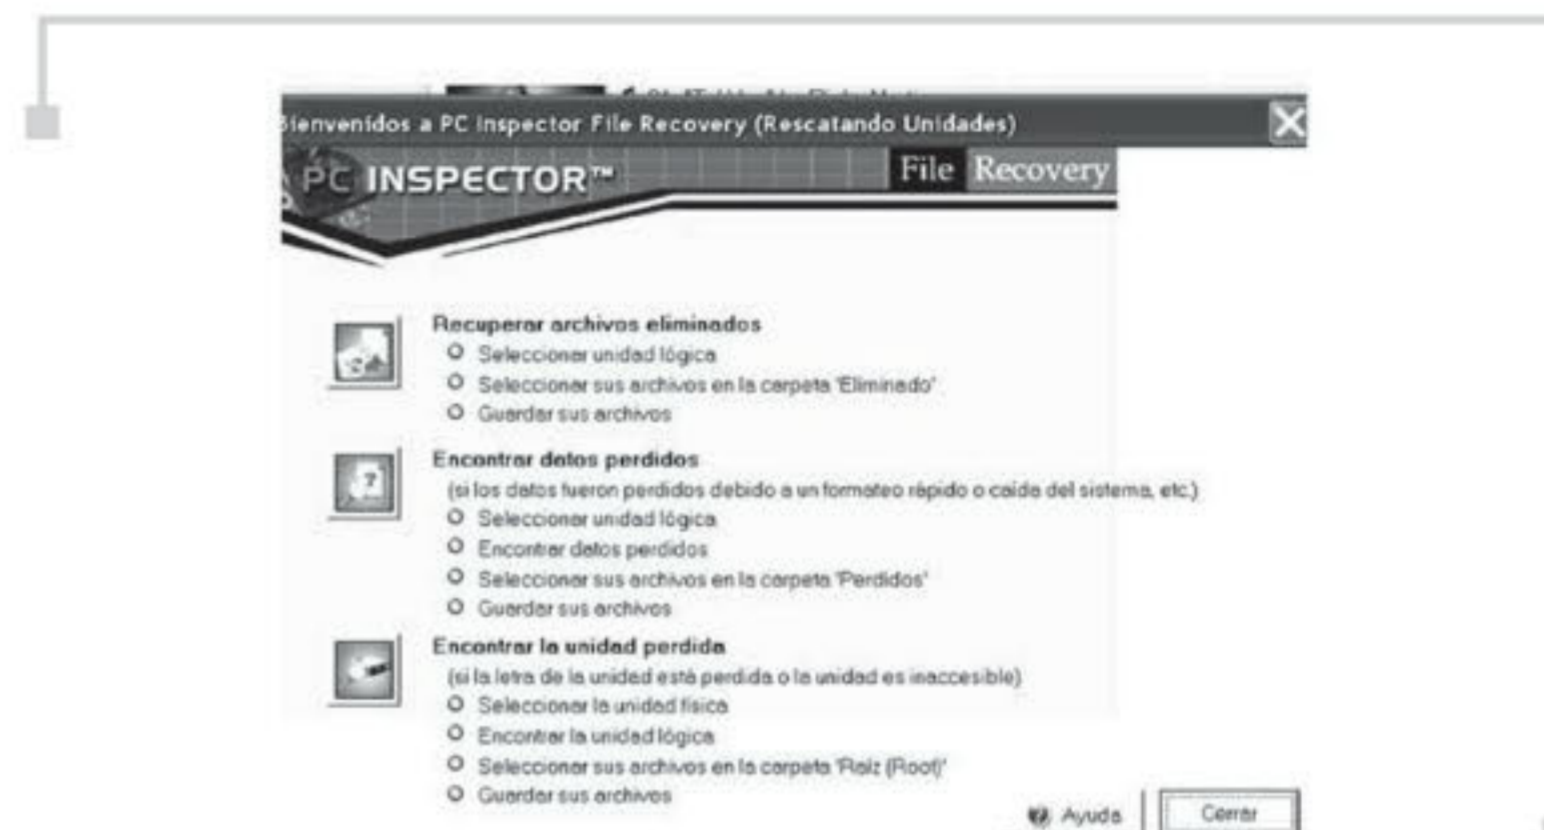 Bienvenidos a PC Inspector File Recovery (Rescatando Unidades)
PC INSPECTOR™
File Recovery
Recuperar archivos eliminados
Seleccionar unidad lógica
Seleccionar sus archivos en la carpeta 'Eliminado'
Guardar sus archivos
Encontrar datos perdidos
(si los datos fueron perdidos debido a un formateo rápido o caída del sistema, etc.)
Seleccionar unidad lógica
Encontrar datos perdidos
Seleccionar sus archivos en la carpeta 'Perdidos'
Guardar sus archivos
Encontrar la unidad perdida
(si la letra de la unidad está perdida o la unidad es inaccesible)
Seleccionar la unidad física
Encontrar la unidad lógica
Seleccionar sus archivos en la carpeta 'Raíz (Root)'
Guardar sus archivos
Ayuda
Cerrar